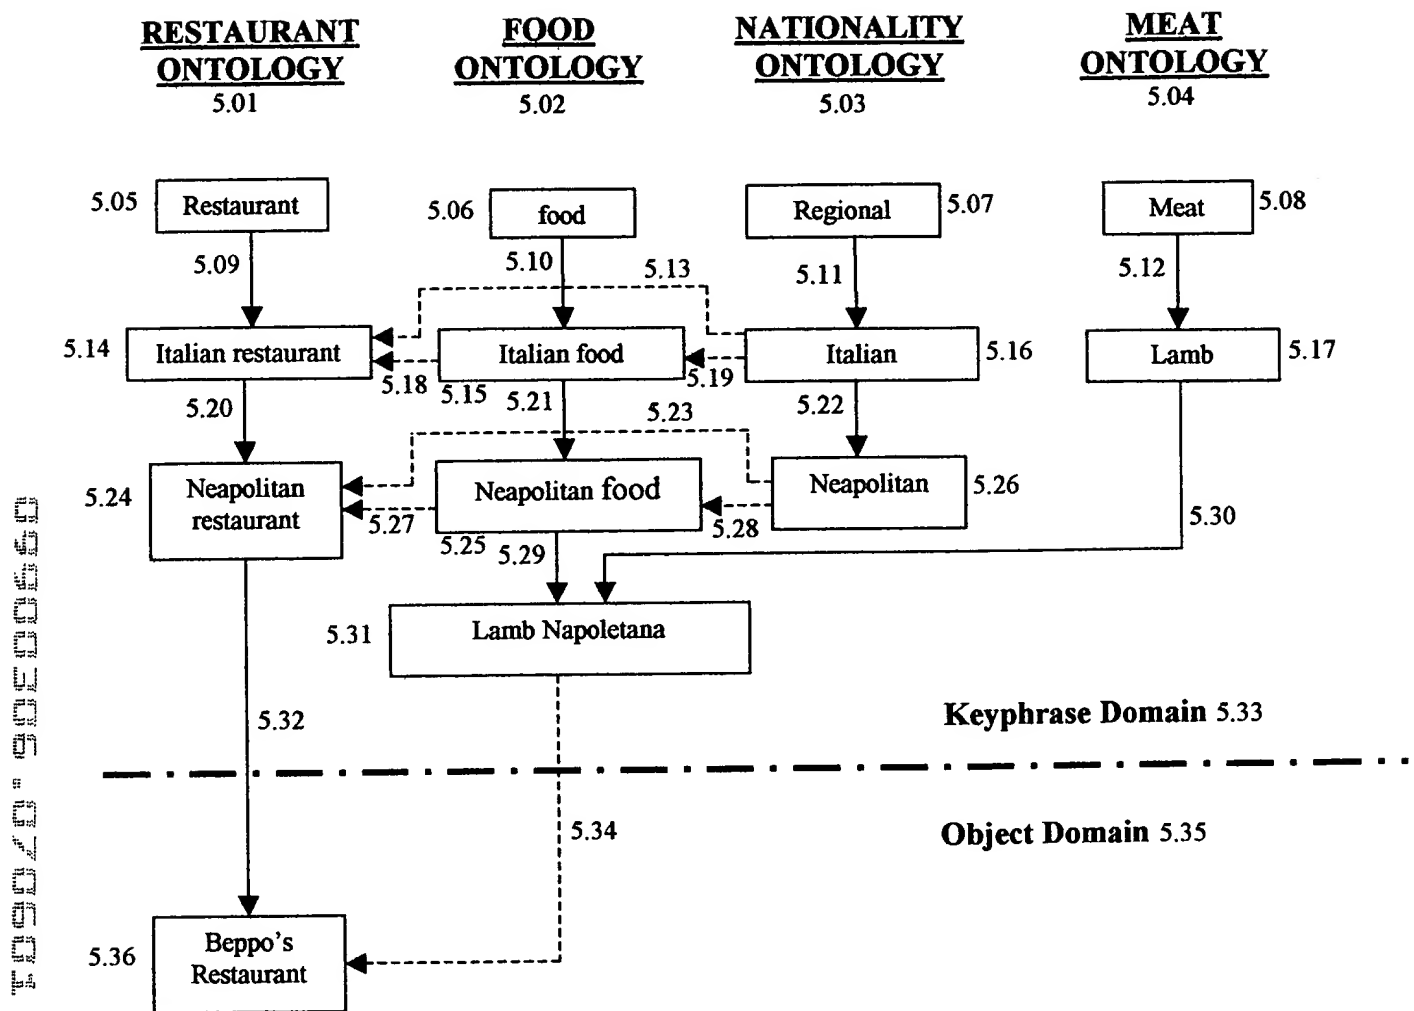 RESTAURANT
ONTOLOGY
5.01
FOOD
ONTOLOGY
5.02
NATIONALITY
ONTOLOGY
5.03
MEAT
ONTOLOGY
5.04
5.05
Restaurant
5.06
food
Regional
5.07
Meat
5.08
5.09
5.10
5.13
5.11
5.12
5.14
Italian restaurant
Italian food
Italian
5.16
Lamb
5.17
5.18
5.15
5.19
5.20
5.21
5.23
5.22
5.24
Neapolitan
restaurant
Neapolitan food
Neapolitan
5.26
5.27
5.25
5.29
5.28
5.30
5.31
Lamb Napoletana
5.32
Keyphrase Domain 5.33
5.34
Object Domain 5.35
5.36
Beppo's
Restaurant